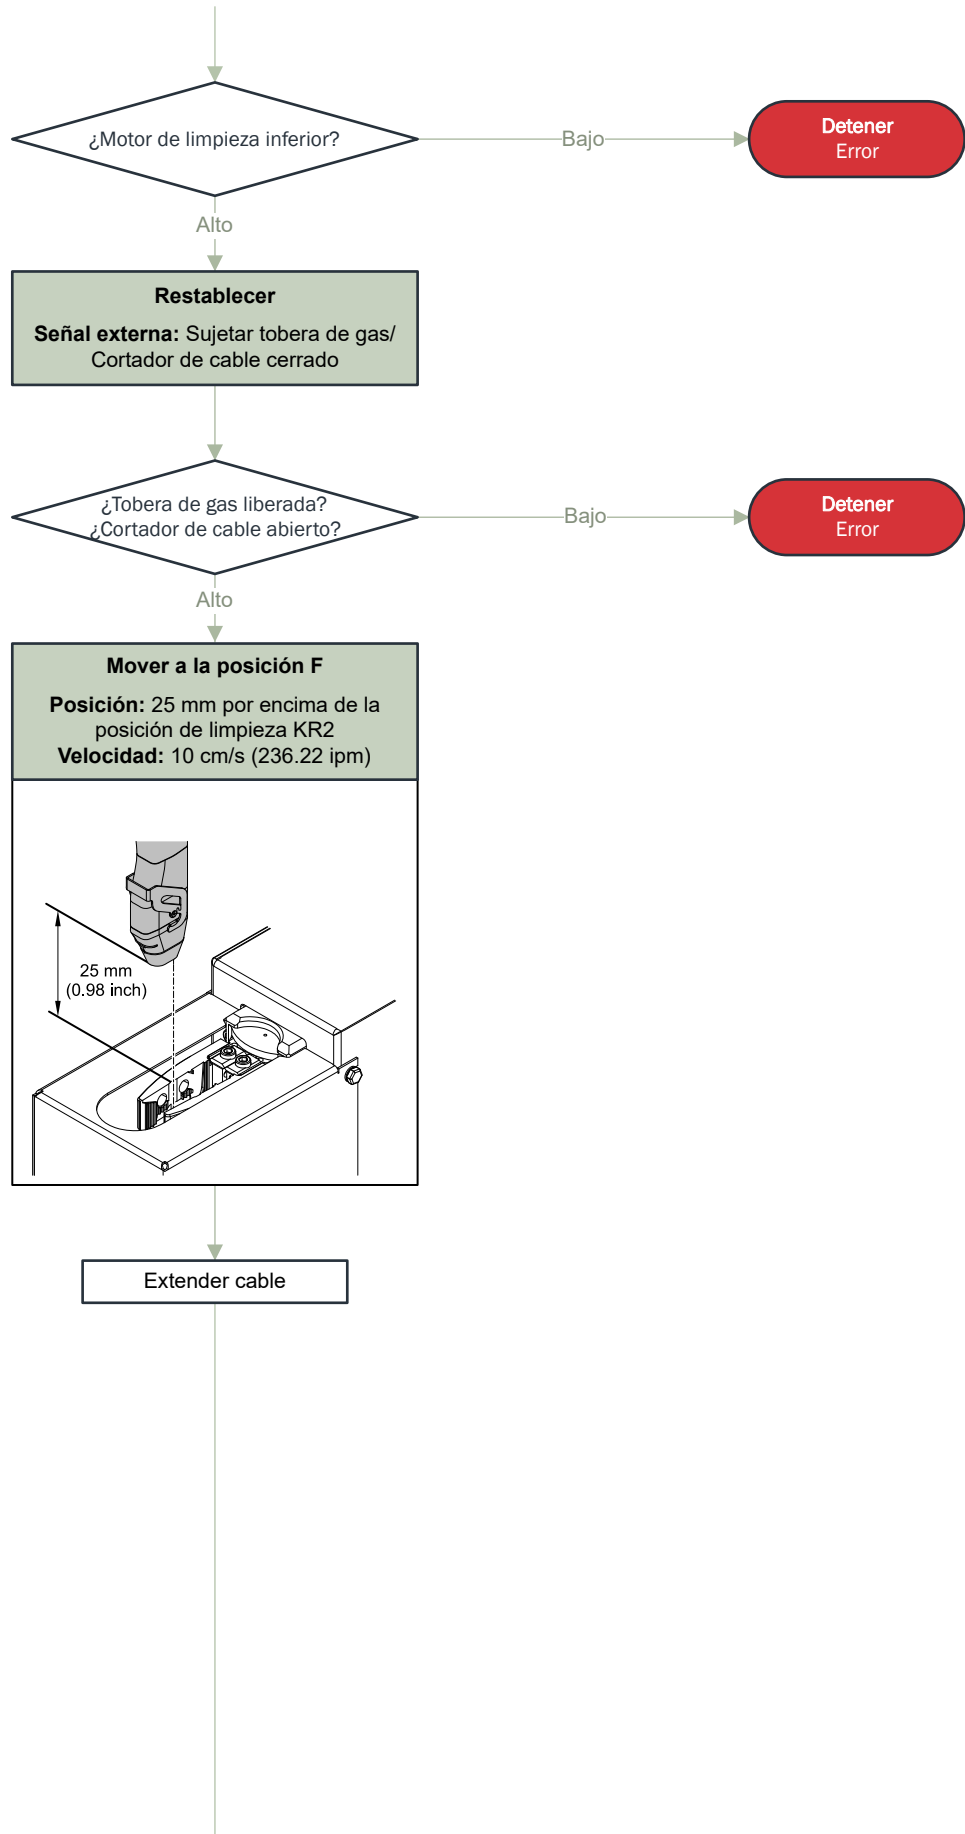 ¿Motor de limpieza inferior?
Bajo
Detener
Error
Alto
Restablecer
Señal externa: Sujetar tobera de gas/
Cortador de cable cerrado
¿Tobera de gas liberada?
¿Cortador de cable abierto?
Bajo
Detener
Error
Alto
Mover a la posición F
Posición: 25 mm por encima de la
posición de limpieza KR2
Velocidad: 10 cm/s (236.22 ipm)
25 mm
(0.98 inch)
Extender cable